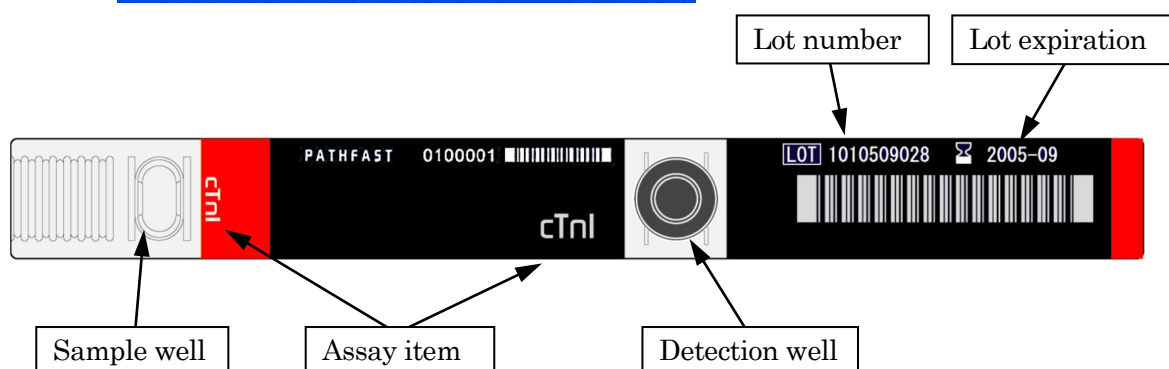 Lot number
Lot expiration
PATHFAST 0100001
LOT 1010509028 2005-09
cTnI
cTnI
Sample well
Assay item
Detection well